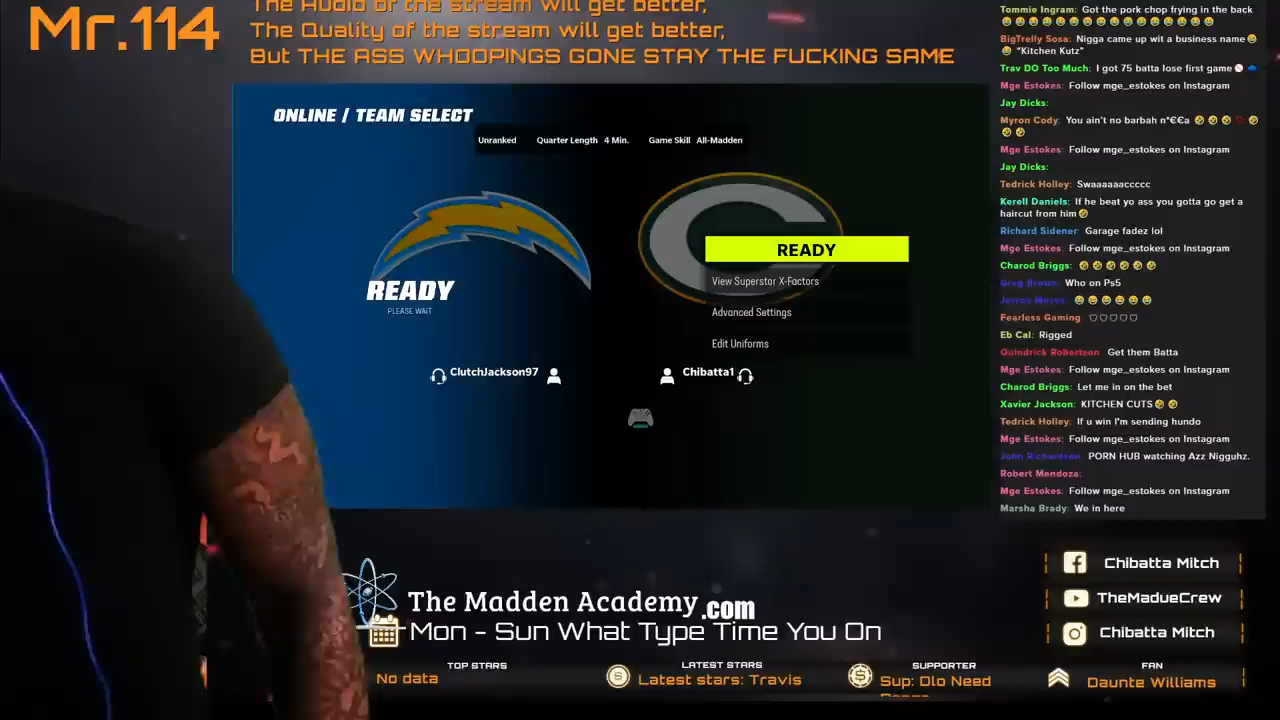 Mr.114
The Audio of the stream will get better,
The Quality of the stream will get better,
But THE ASS WHOOPINGS GONE STAY THE FUCKING SAME
ONLINE / TEAM SELECT
Unranked Quarter Length 4 Min. Game Skill All-Madden
READY
PLEASE WAIT
READY
View Superstar X-Factors
Advanced Settings
Edit Uniforms
ClutchJackson97
Chibatta1
Tommie Ingram: Got the pork chop frying in the back
😂😂😂😂😂😂😂😂😂😂😂😂😂😂
BigTrelly Sosa: Nigga came up wit a business name😂
😂 "Kitchen Kutz"
Trav DO Too Much: I got 75 batta lose first game
Mge Estokes: Follow mge_estokes on Instagram
Jay Dicks:
Myron Cody: You ain't no barbah n*€€a 🤣🤣🤣 🤣
🤣🤣
Mge Estokes: Follow mge_estokes on Instagram
Jay Dicks:
Tedrick Holley: Swaaaaaaccccc
Kerell Daniels: If he beat yo ass you gotta go get a
haircut from him🤣
Richard Sidener: Garage fadez lol
Mge Estokes: Follow mge_estokes on Instagram
Charod Briggs: 🤣🤣🤣🤣🤣🤣
Who on Ps5
😂😂😂😂😂😂
Fearless Gaming
Eb Cal: Rigged
Quindrick Robertson: Get them Batta
Mge Estokes: Follow mge_estokes on Instagram
Charod Briggs: Let me in on the bet
Xavier Jackson: KITCHEN CUTS🤣🤣
Tedrick Holley: If u win I'm sending hundo
Mge Estokes: Follow mge_estokes on Instagram
John Richardson: PORN HUB watching Azz Nigguhz.
Robert Mendoza:
Mge Estokes: Follow mge_estokes on Instagram
Marsha Brady: We in here
The Madden Academy.com
Mon - Sun What Type Time You On
Chibatta Mitch
TheMadueCrew
Chibatta Mitch
TOP STARS
No data
LATEST STARS
Latest stars: Travis
SUPPORTER
Sup: Dlo Need
FAN
Daunte Williams